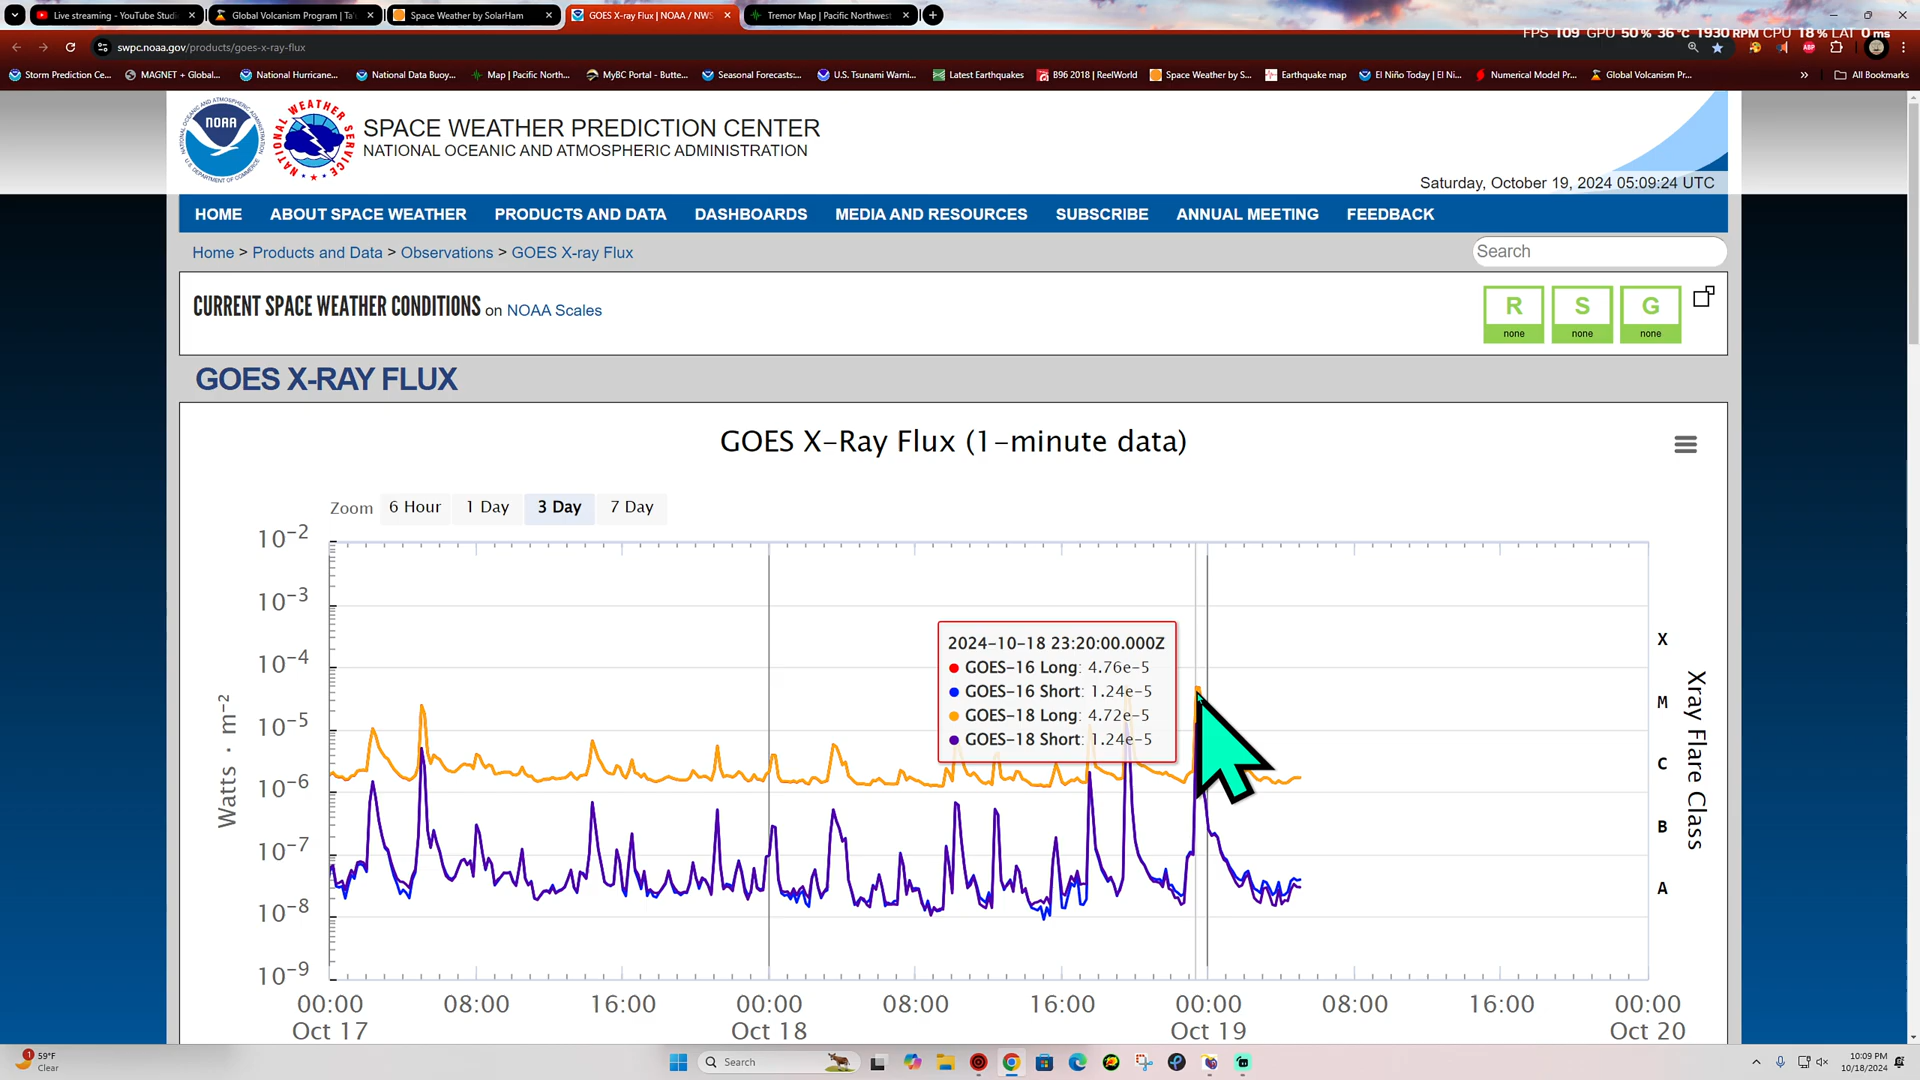 Live streaming - YouTube Studi
Global Volcanism Program | Ta'
Space Weather by SolarHam
GOES X-ray Flux | NOAA / NWS
Tremor Map | Pacific Northwest
swpc.noaa.gov/products/goes-x-ray-flux
FPS 109 GPU 50 % 36 °C 1930 RPM CPU 18 % LAT 0 ms
Storm Prediction Ce...
MAGNET + Global...
National Hurricane...
National Data Buoy...
Map | Pacific North...
MyBC Portal - Butte...
Seasonal Forecasts:...
U.S. Tsunami Warni...
Latest Earthquakes
B96 2018 | ReelWorld
Space Weather by S...
Earthquake map
El Niño Today | El Ni...
Numerical Model Pr...
Global Volcanism Pr...
All Bookmarks
NOAA
SPACE WEATHER PREDICTION CENTER
NATIONAL OCEANIC AND ATMOSPHERIC ADMINISTRATION
Saturday, October 19, 2024 05:09:24 UTC
HOME ABOUT SPACE WEATHER PRODUCTS AND DATA DASHBOARDS MEDIA AND RESOURCES SUBSCRIBE ANNUAL MEETING FEEDBACK
Home > Products and Data > Observations > GOES X-ray Flux
Search
CURRENT SPACE WEATHER CONDITIONS on NOAA Scales
R S G
none none none
GOES X-RAY FLUX
GOES X-Ray Flux (1-minute data)
Zoom 6 Hour 1 Day 3 Day 7 Day
10⁻²
10⁻³
10⁻⁴
10⁻⁵
10⁻⁶
10⁻⁷
10⁻⁸
10⁻⁹
Watts · m⁻²
2024-10-18 23:20:00.000Z
GOES-16 Long: 4.76e-5
GOES-16 Short: 1.24e-5
GOES-18 Long: 4.72e-5
GOES-18 Short: 1.24e-5
X
M
C
B
A
Xray Flare Class
00:00 08:00 16:00 00:00 08:00 16:00 00:00 08:00 16:00 00:00
Oct 17 Oct 18 Oct 19 Oct 20
1
59°F
Clear
Search
10:09 PM
10/18/2024